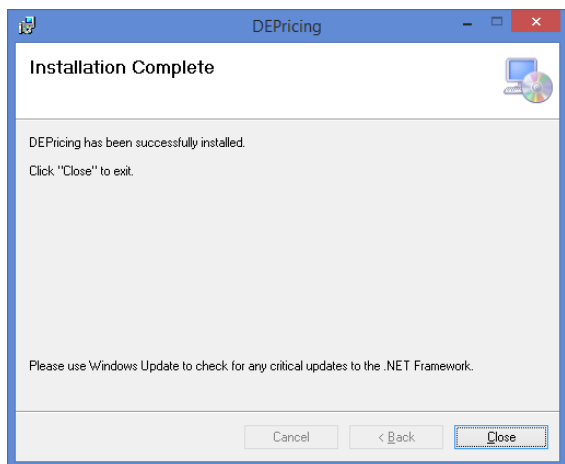 DEPricing
Installation Complete
DEPricing has been successfully installed.
Click "Close" to exit.
Please use Windows Update to check for any critical updates to the .NET Framework.
Cancel
< Back
Close